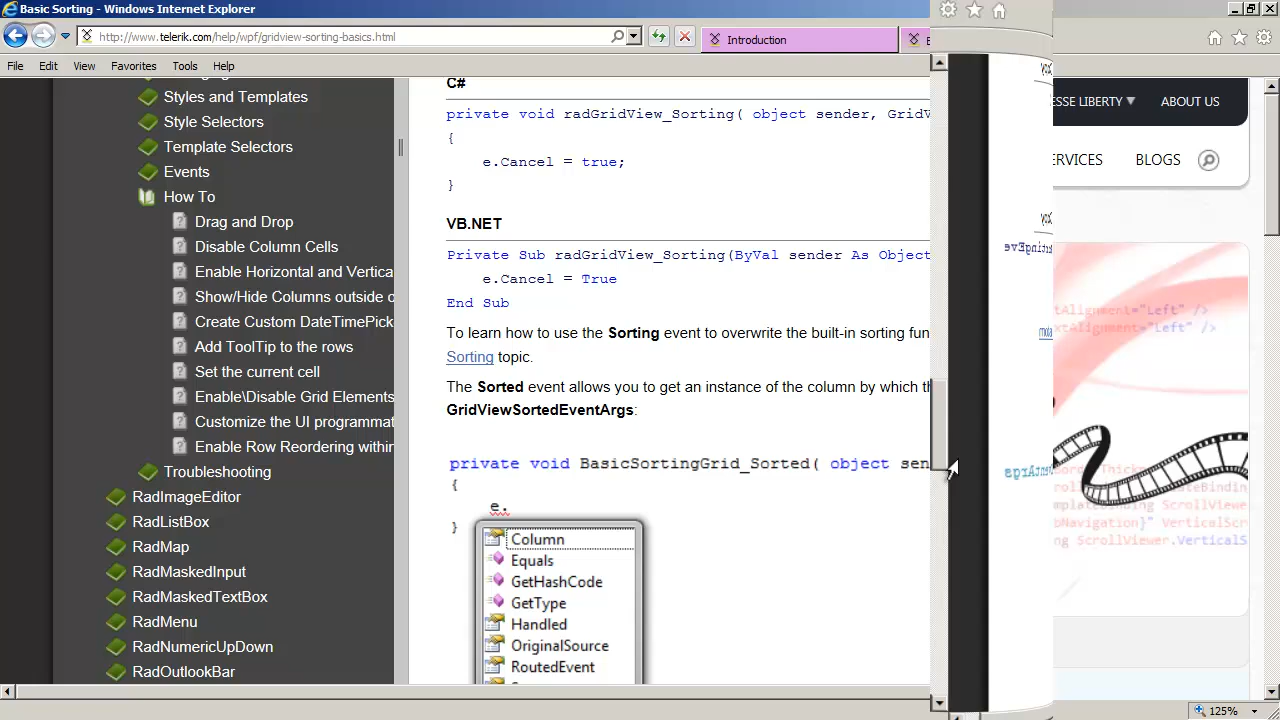 Basic Sorting - Windows Internet Explorer
http://www.telerik.com/help/wpf/gridview-sorting-basics.html
Introduction
File Edit View Favorites Tools Help
Styles and Templates
Style Selectors
Template Selectors
Events
How To
Drag and Drop
Disable Column Cells
Enable Horizontal and Vertica
Show/Hide Columns outside o
Create Custom DateTimePick
Add ToolTip to the rows
Set the current cell
Enable\Disable Grid Elements
Customize the UI programmat
Enable Row Reordering within
Troubleshooting
RadImageEditor
RadListBox
RadMap
RadMaskedInput
RadMaskedTextBox
RadMenu
RadNumericUpDown
RadOutlookBar
C#
private void radGridView_Sorting( object sender, GridV
{
e.Cancel = true;
}
VB.NET
Private Sub radGridView_Sorting(ByVal sender As Object
e.Cancel = True
End Sub
To learn how to use the Sorting event to overwrite the built-in sorting fun
Sorting topic.
The Sorted event allows you to get an instance of the column by which th
GridViewSortedEventArgs:
private void BasicSortingGrid_Sorted( object sen
{
e.
}
Column
Equals
GetHashCode
GetType
Handled
OriginalSource
RoutedEvent
ESSE LIBERTY ABOUT US
ERVICES BLOGS
tAlignment="Left" />
xtAlignment="Left" />
125%